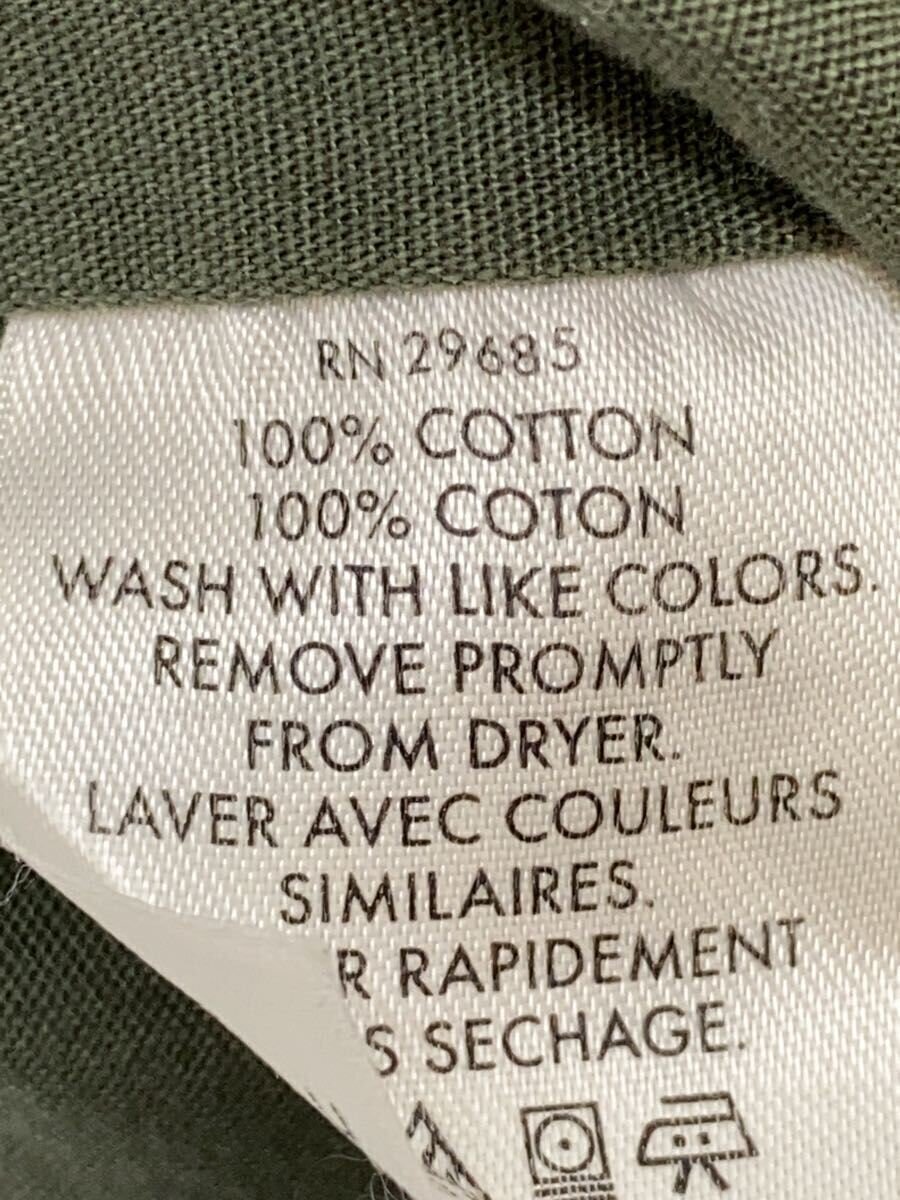 RN 29685
100% COTTON
100% COTON
WASH WITH LIKE COLORS.
REMOVE PROMPTLY
FROM DRYER.
LAVER AVEC COULEURS
SIMILAIRES.
RAPIDEMENT
SECHAGE.